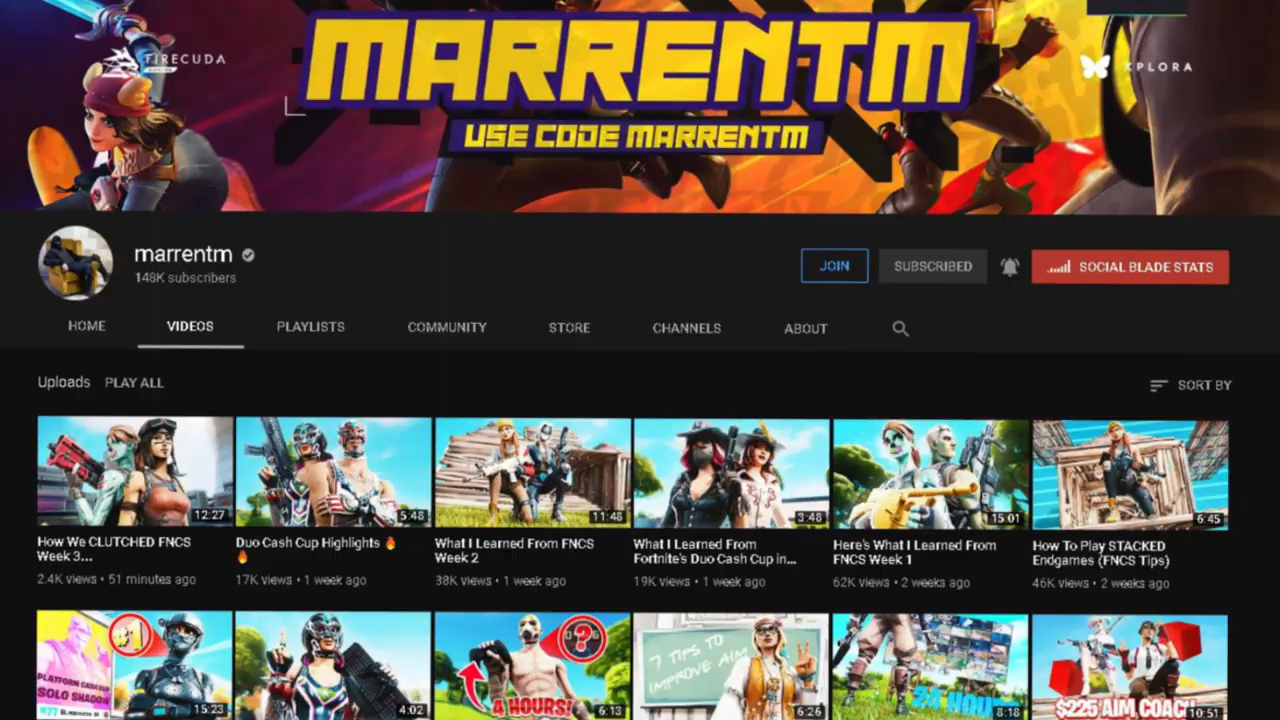 MARRENTM
FIRECUDA
XPLORA
USE CODE MARRENTM
marrentm
148K subscribers
JOIN
SUBSCRIBED
SOCIAL BLADE STATS
HOME
VIDEOS
PLAYLISTS
COMMUNITY
STORE
CHANNELS
ABOUT
Uploads
PLAY ALL
SORT BY
12:27
5:48
11:48
3:48
15:01
6:45
How We CLUTCHED FNCS
Week 3...
2.4K views • 51 minutes ago
Duo Cash Cup Highlights 🔥
🔥
17K views • 1 week ago
What I Learned From FNCS
Week 2
38K views • 1 week ago
What I Learned From
Fortnite's Duo Cash Cup in...
19K views • 1 week ago
Here's What I Learned From
FNCS Week 1
62K views • 2 weeks ago
How To Play STACKED
Endgames (FNCS Tips)
46K views • 2 weeks ago
#1
PLATFORM CASH CUP
SOLO SHADOW
15:23
4:02
?
4 HOURS!
6:13
7 TIPS TO
IMPROVE AIM
6:26
24 HOU
8:18
$225 AIM COACH
10:51